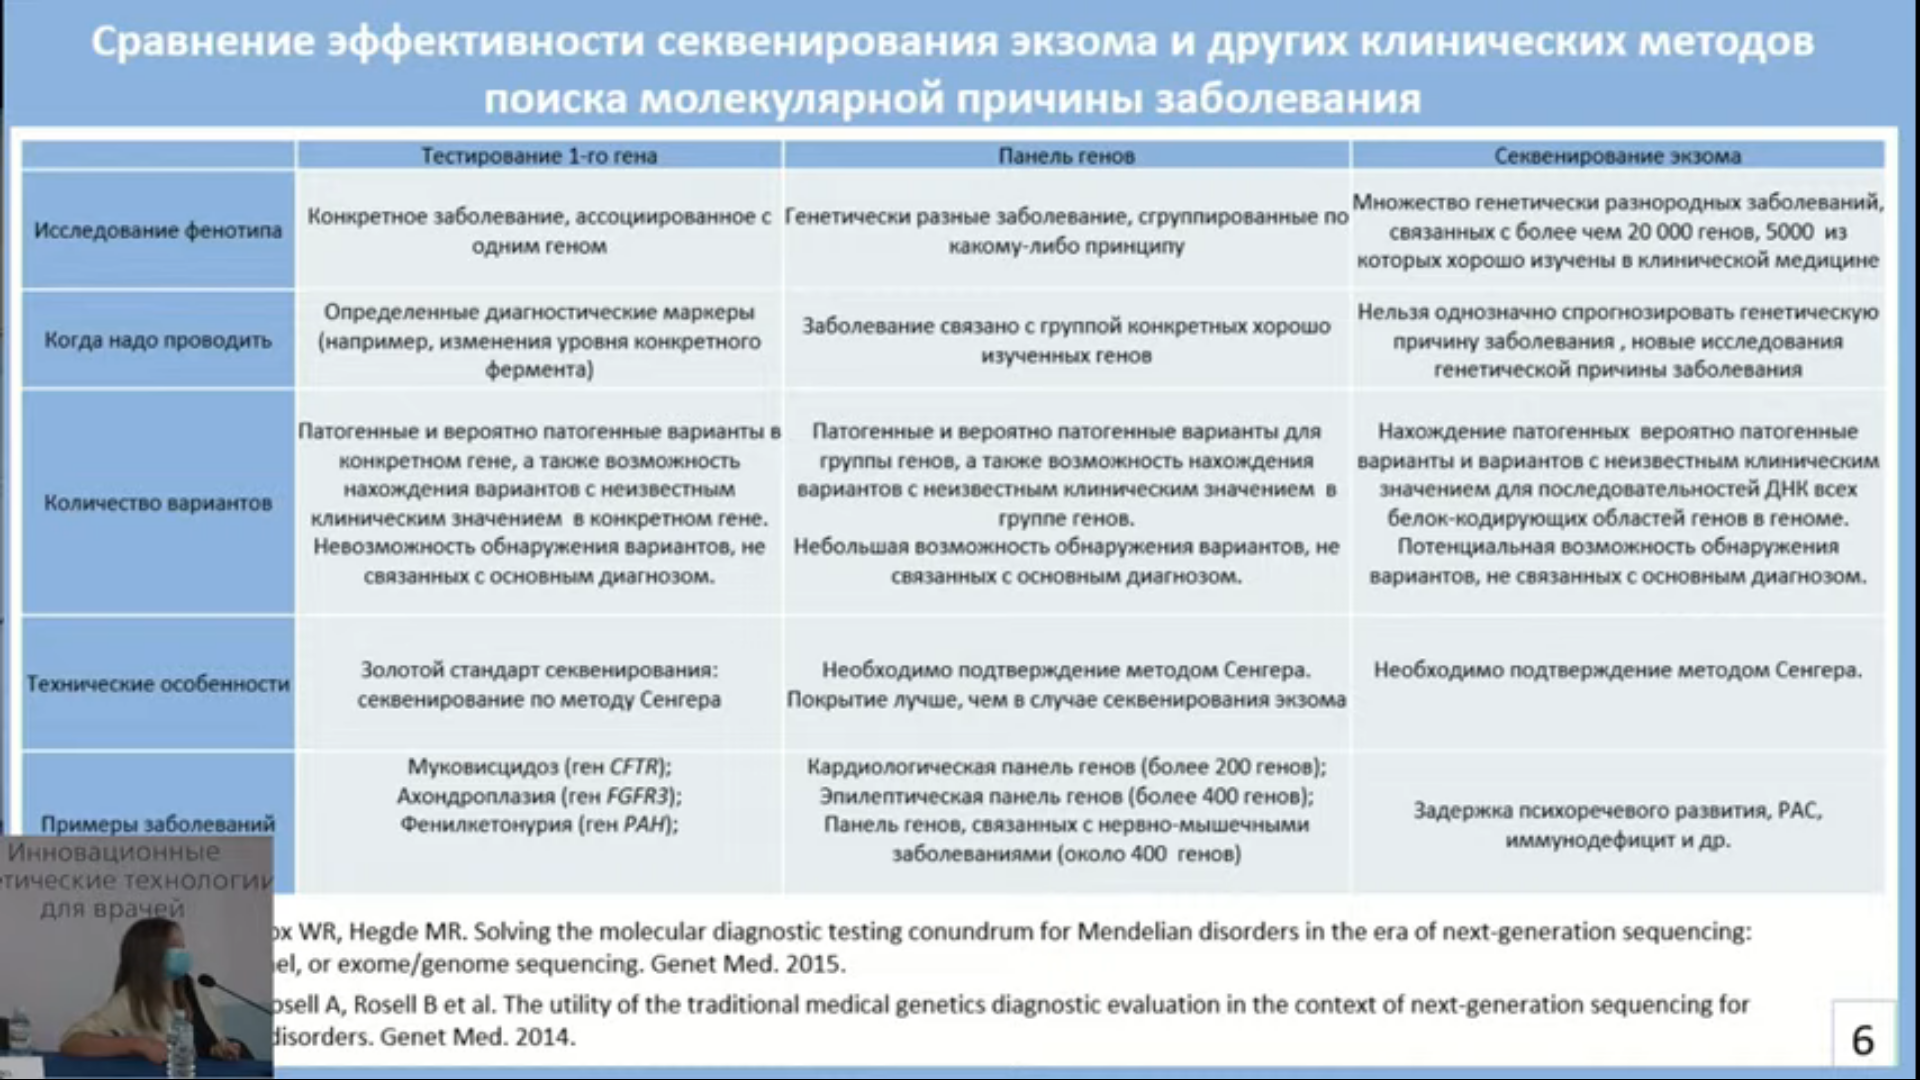 Сравнение эффективности секвенирования экзома и других клинических методов
поиска молекулярной причины заболевания
Тестирование 1-го гена
Панель генов
Секвенирование экзома
Исследование фенотипа
Конкретное заболевание, ассоциированное с
одним геном
Генетически разные заболевание, сгруппированные по
какому-либо принципу
Множество генетически разнородных заболеваний,
связанных с более чем 20 000 генов, 5000 из
которых хорошо изучены в клинической медицине
Когда надо проводить
Определенные диагностические маркеры
(например, изменения уровня конкретного
фермента)
Заболевание связано с группой конкретных хорошо
изученных генов
Нельзя однозначно спрогнозировать генетическую
причину заболевания , новые исследования
генетической причины заболевания
Количество вариантов
Патогенные и вероятно патогенные варианты в
конкретном гене, а также возможность
нахождения вариантов с неизвестным
клиническим значением в конкретном гене.
Невозможность обнаружения вариантов, не
связанных с основным диагнозом.
Патогенные и вероятно патогенные варианты для
группы генов, а также возможность нахождения
вариантов с неизвестным клиническим значением в
группе генов.
Небольшая возможность обнаружения вариантов, не
связанных с основным диагнозом.
Нахождение патогенных вероятно патогенные
варианты и вариантов с неизвестным клиническим
значением для последовательностей ДНК всех
белок-кодирующих областей генов в геноме.
Потенциальная возможность обнаружения
вариантов, не связанных с основным диагнозом.
Технические особенности
Золотой стандарт секвенирования:
секвенирование по методу Сенгера
Необходимо подтверждение методом Сенгера.
Покрытие лучше, чем в случае секвенирования экзома
Необходимо подтверждение методом Сенгера.
Примеры заболеваний
Муковисцидоз (ген CFTR);
Ахондроплазия (ген FGFR3);
Фенилкетонурия (ген PAH);
Кардиологическая панель генов (более 200 генов);
Эпилептическая панель генов (более 400 генов);
Панель генов, связанных с нервно-мышечными
заболеваниями (около 400 генов)
Задержка психоречевого развития, РАС,
иммунодефицит и др.
Инновационные
этические технологии
для врачей
ox WR, Hegde MR. Solving the molecular diagnostic testing conundrum for Mendelian disorders in the era of next-generation sequencing:
el, or exome/genome sequencing. Genet Med. 2015.
osell A, Rosell B et al. The utility of the traditional medical genetics diagnostic evaluation in the context of next-generation sequencing for
disorders. Genet Med. 2014.
6